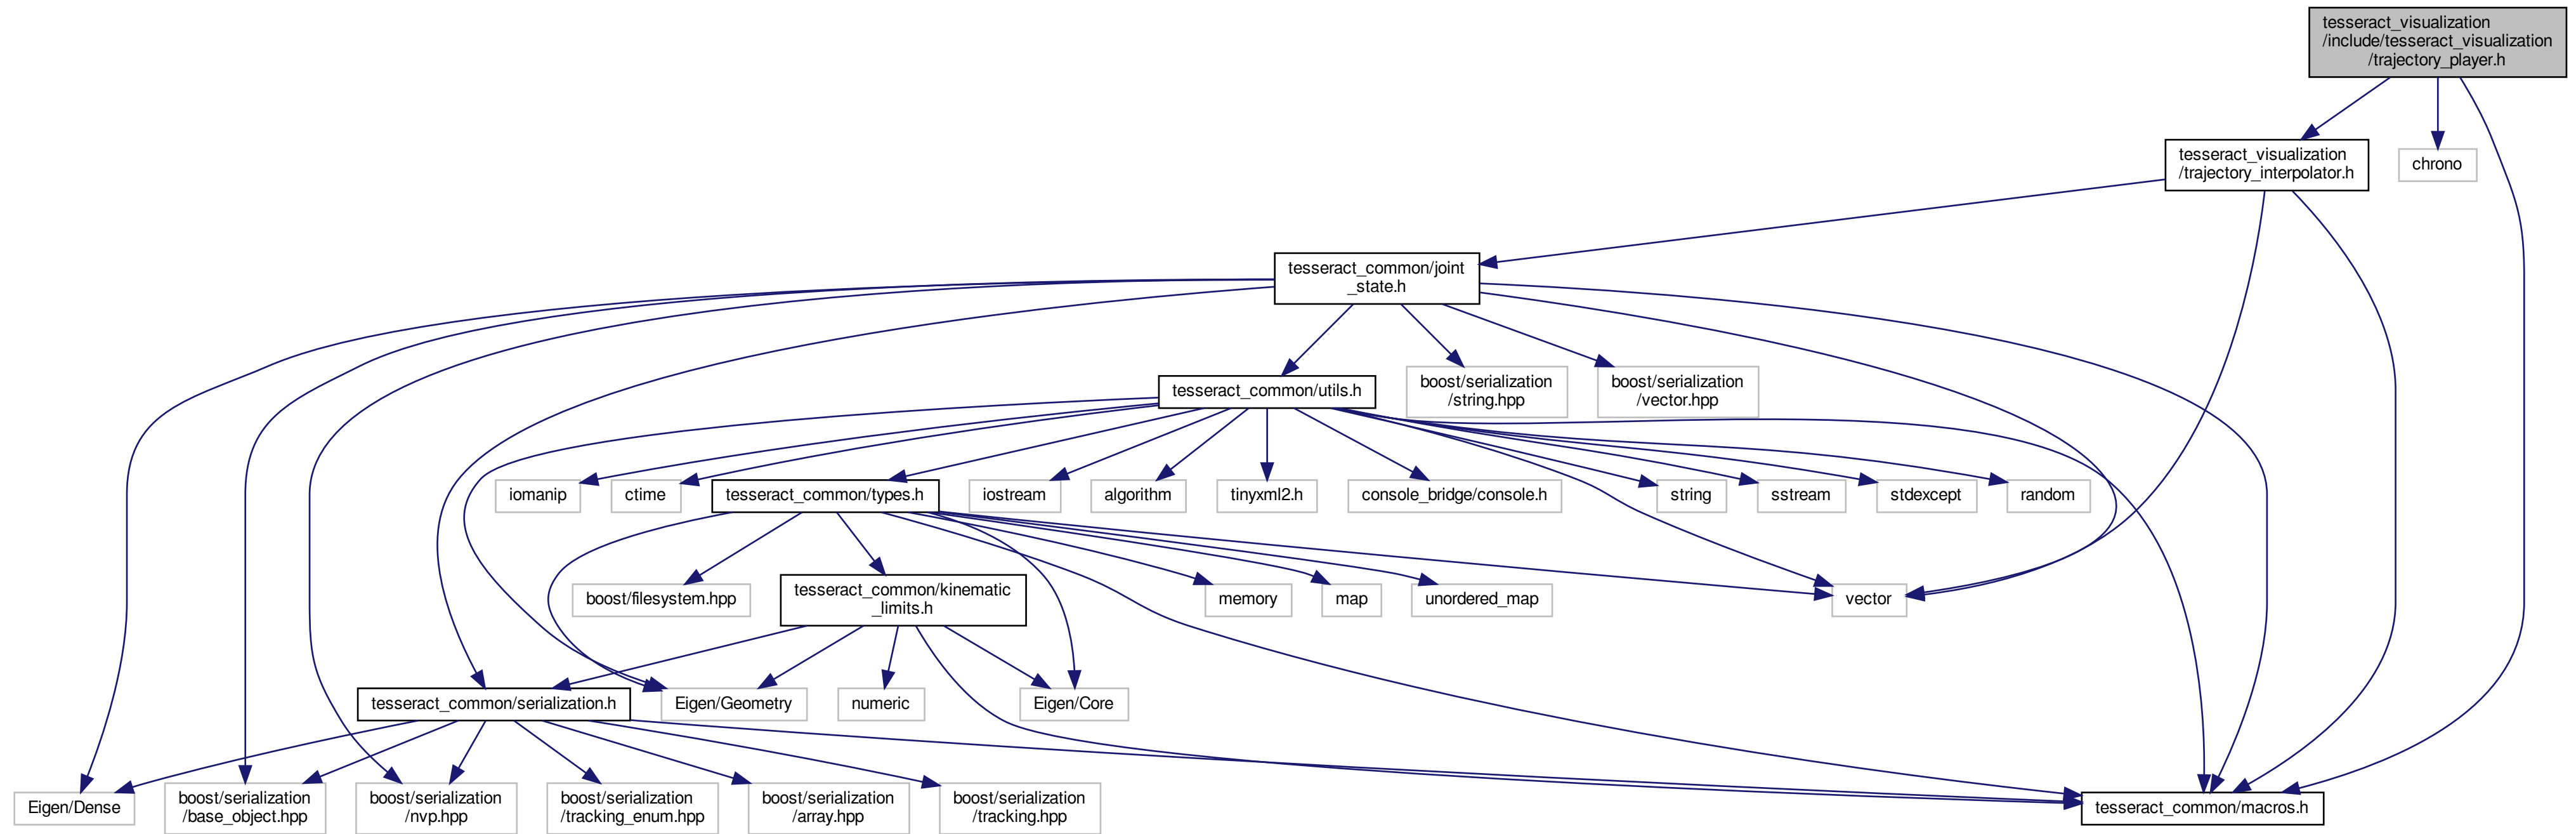 tesseract_visualization
/include/tesseract_visualization
/trajectory_player.h
tesseract_visualization
/trajectory_interpolator.h
chrono
tesseract_common/joint
_state.h
tesseract_common/utils.h
boost/serialization
/string.hpp
boost/serialization
/vector.hpp
iomanip
ctime
tesseract_common/types.h
iostream
algorithm
tinyxml2.h
console_bridge/console.h
string
sstream
stdexcept
random
boost/filesystem.hpp
tesseract_common/kinematic
_limits.h
memory
map
unordered_map
vector
tesseract_common/serialization.h
Eigen/Geometry
numeric
Eigen/Core
Eigen/Dense
boost/serialization
/base_object.hpp
boost/serialization
/nvp.hpp
boost/serialization
/tracking_enum.hpp
boost/serialization
/array.hpp
boost/serialization
/tracking.hpp
tesseract_common/macros.h